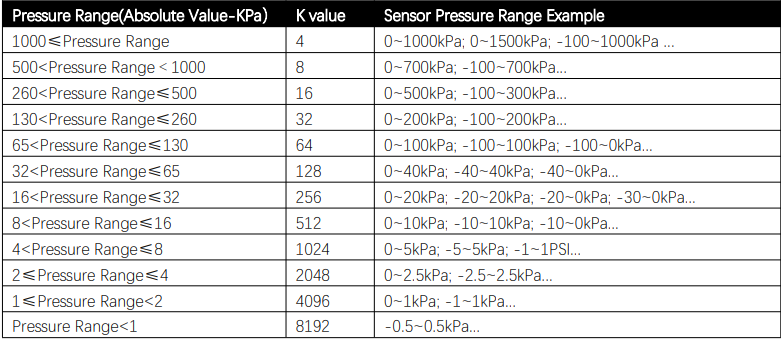 Pressure Range(Absolute Value-KPa) K value Sensor Pressure Range Example
1000≤Pressure Range 4 0~1000kPa; 0~1500kPa; -100~1000kPa ...
500<Pressure Range＜1000 8 0~700kPa; -100~700kPa...
260<Pressure Range≤500 16 0~500kPa; -100~300kPa...
130<Pressure Range≤260 32 0~200kPa; -100~200kPa...
65<Pressure Range≤130 64 0~100kPa; -100~100kPa; -100~0kPa...
32<Pressure Range≤65 128 0~40kPa; -40~40kPa; -40~0kPa...
16<Pressure Range≤32 256 0~20kPa; -20~20kPa; -20~0kPa; -30~0kPa...
8<Pressure Range≤16 512 0~10kPa; -10~10kPa; -10~0kPa...
4<Pressure Range≤8 1024 0~5kPa; -5~5kPa; -1~1PSI...
2≤Pressure Range≤4 2048 0~2.5kPa; -2.5~2.5kPa...
1≤Pressure Range<2 4096 0~1kPa; -1~1kPa...
Pressure Range<1 8192 -0.5~0.5kPa...